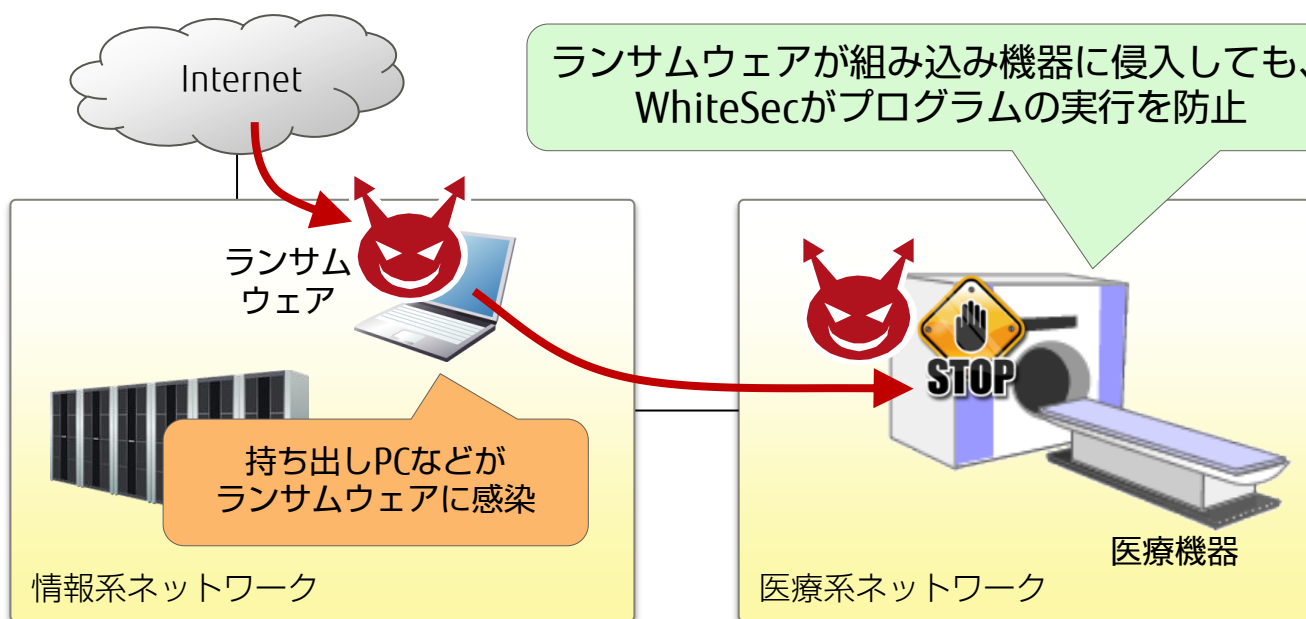 Internet
ランサムウェアが組み込み機器に侵入しても、
WhiteSecがプログラムの実行を防止
ランサム
ウェア
STOP
持ち出しPCなどが
ランサムウェアに感染
医療機器
情報系ネットワーク
医療系ネットワーク